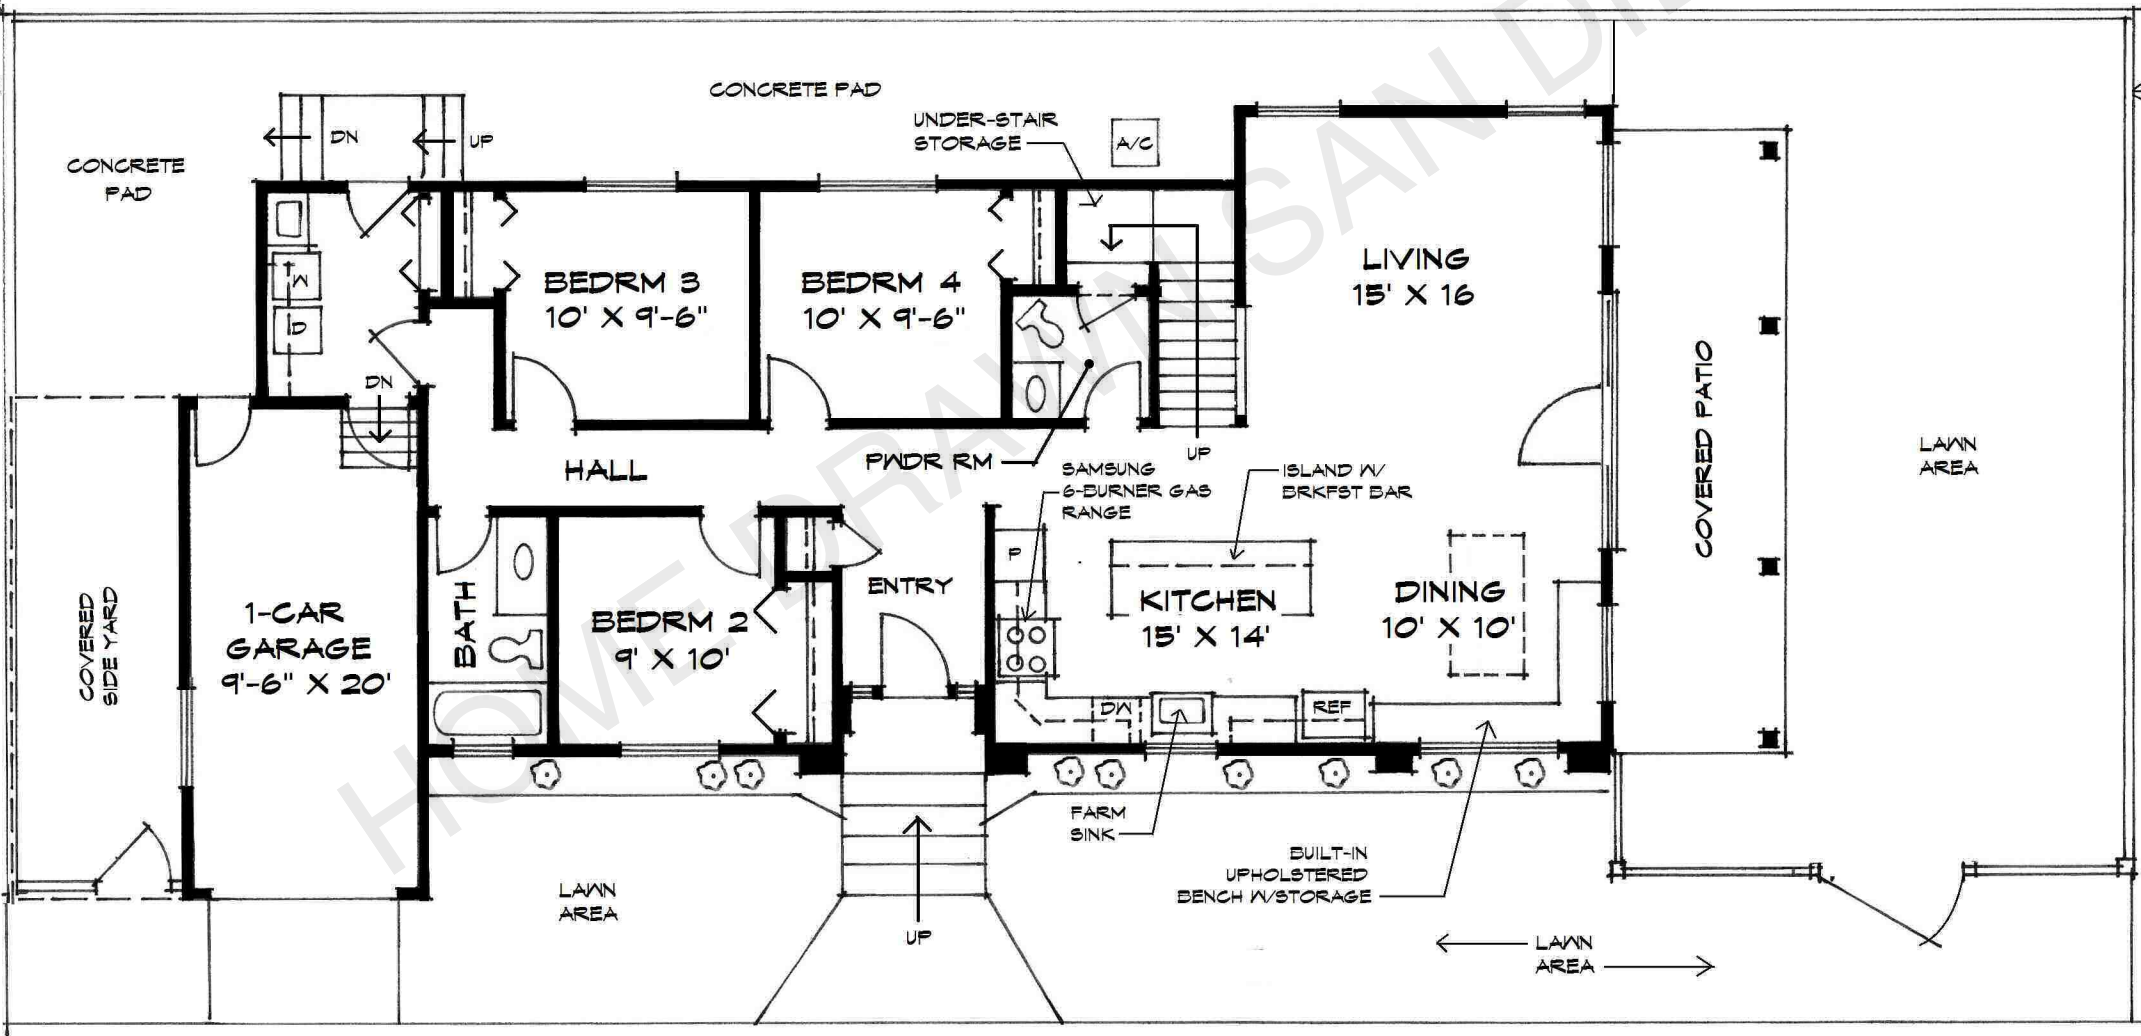 CONCRETE PAD
UNDER-STAIR
STORAGE
A/C
DN
UP
CONCRETE
PAD
W
D
DN
BEDRM 3
10' X 9'-6"
BEDRM 4
10' X 9'-6"
LIVING
15' X 16
COVERED PATIO
LAWN
AREA
HALL
PWDR RM
UP
SAMSUNG
6-BURNER GAS
RANGE
ISLAND W/
BRKFST BAR
P
ENTRY
KITCHEN
15' X 14'
DINING
10' X 10'
COVERED
SIDE YARD
1-CAR
GARAGE
9'-6" X 20'
BATH
BEDRM 2
9' X 10'
DW
REF
FARM
SINK
BUILT-IN
UPHOLSTERED
BENCH W/STORAGE
LAWN
AREA
UP
LAWN
AREA
HOME DRAWN SAN DI